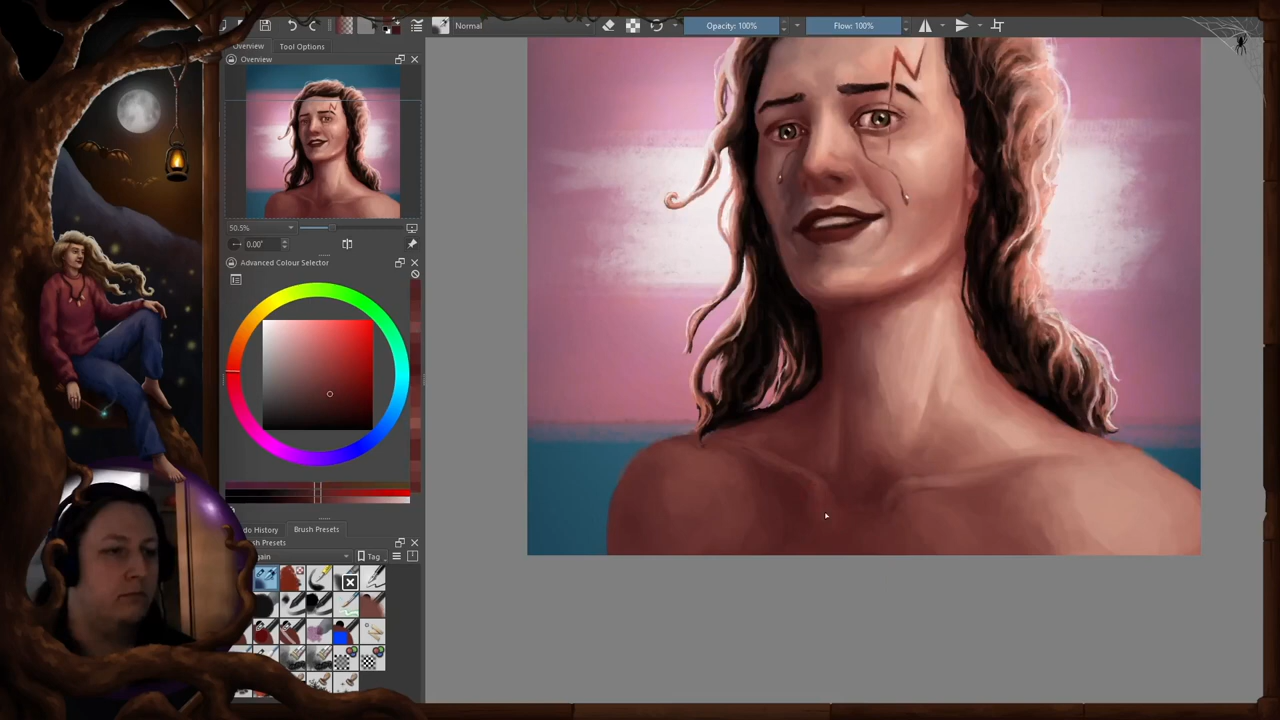 Normal
Opacity: 100%
Flow: 100%
Overview
Tool Options
Overview
50.5%
0.00°
Advanced Colour Selector
do History
Brush Presets
sh Presets
gain
Tag